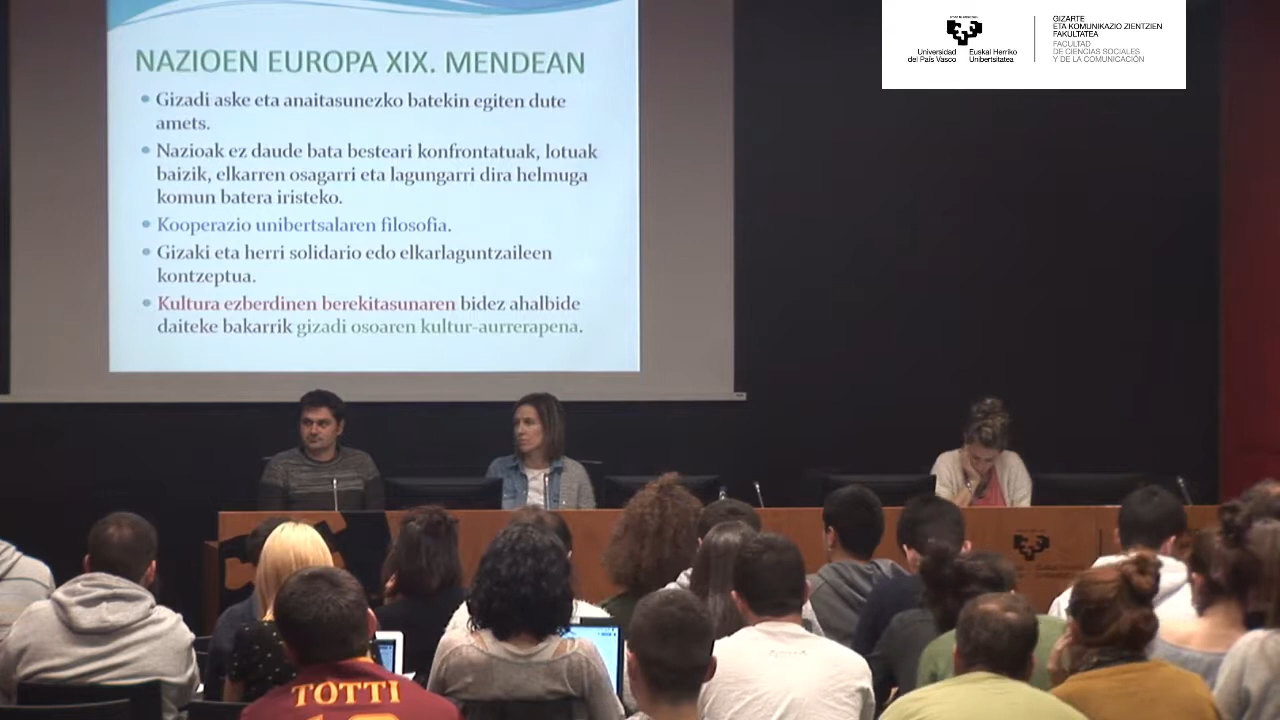 NAZIOEN EUROPA XIX. MENDEAN
Gizadi aske eta anaitasunezko batekin egiten dute
amets.
Nazioak ez daude bata besteari konfrontatuak, lotuak
baizik, elkarren osagarri eta lagungarri dira helmuga
komun batera iristeko.
Kooperazio unibertsalaren filosofia.
Gizaki eta herri solidario edo elkarlaguntzaileen
kontzeptua.
Kultura ezberdinen berekitasunaren bidez ahalbide
daiteke bakarrik gizadi osoaren kultur-aurrerapena.
Universidad
del País Vasco
Euskal Herriko
Unibertsitatea
GIZARTE
ETA KOMUNIKAZIO ZIENTZIEN
FAKULTATEA
FACULTAD
DE CIENCIAS SOCIALES
Y DE LA COMUNICACIÓN
TOTTI